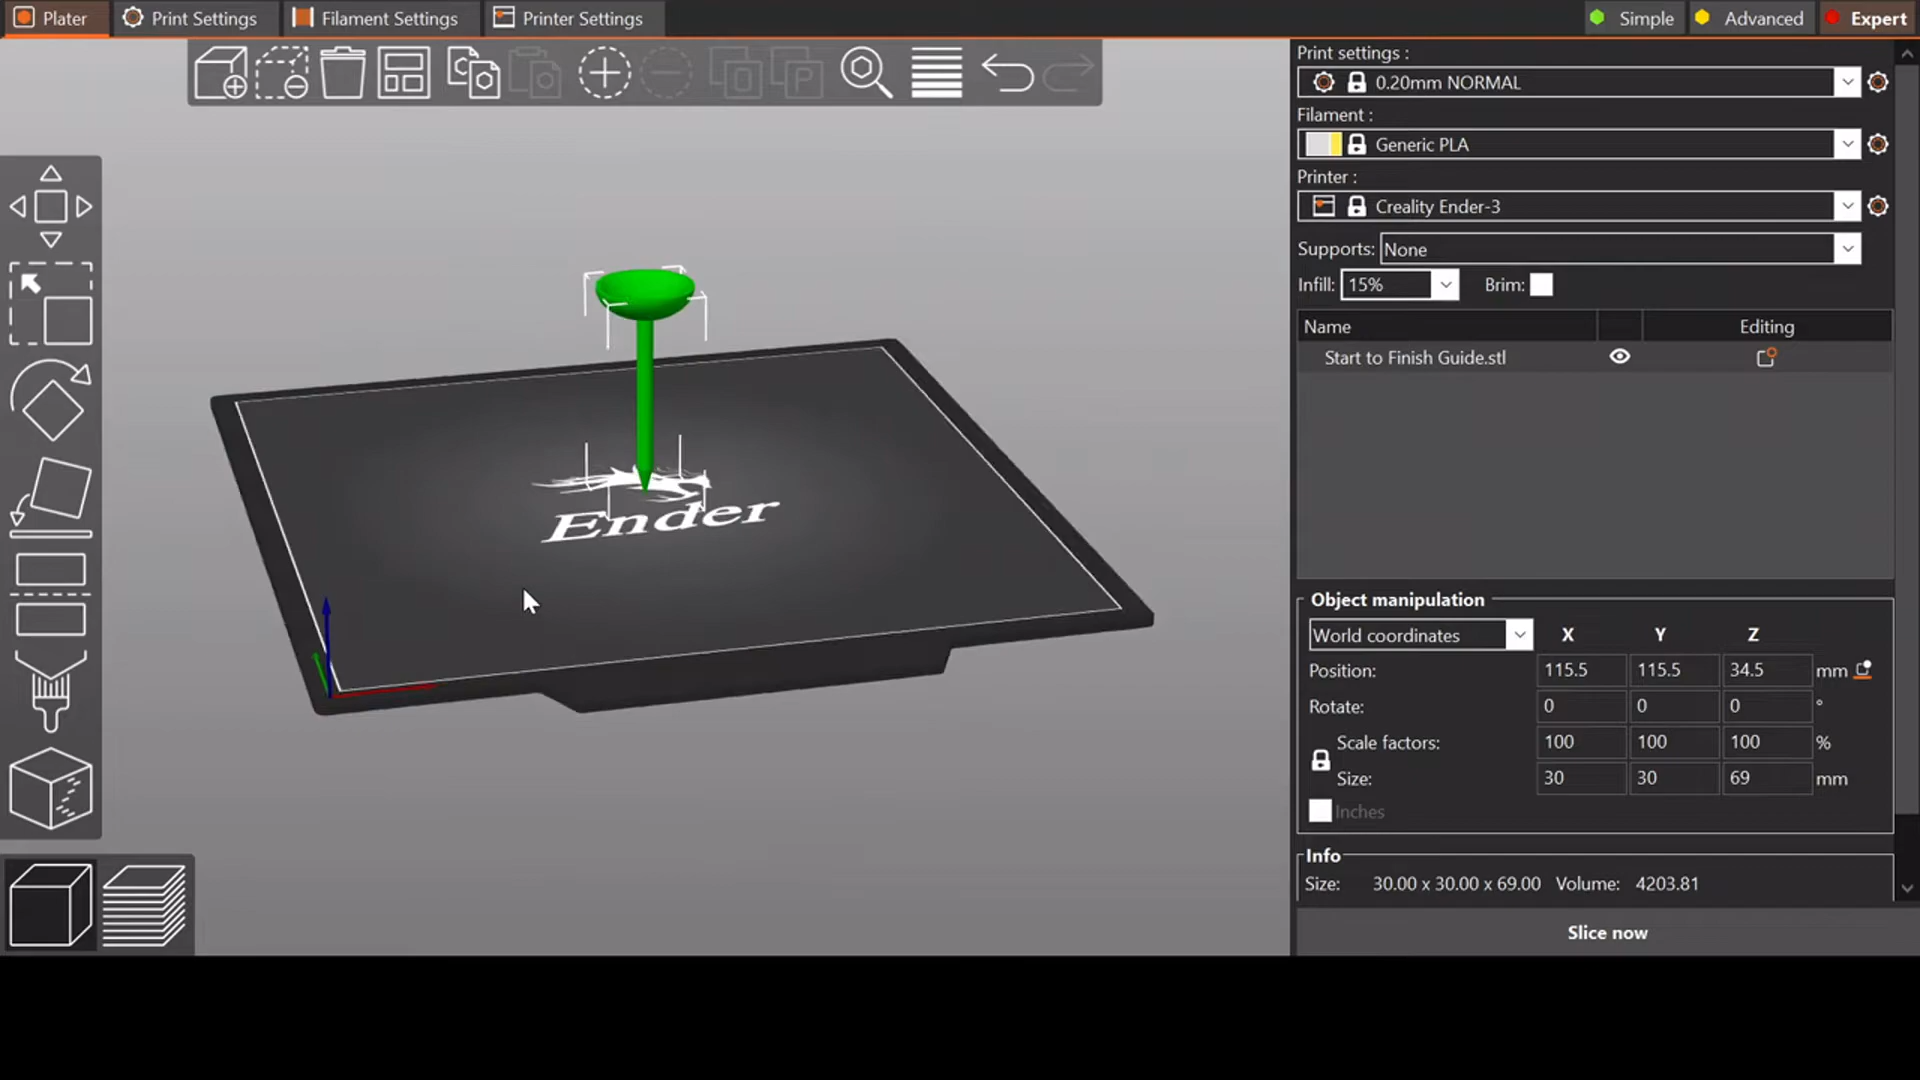 Plater Print Settings Filament Settings Printer Settings Simple Advanced Expert
Print settings :
0.20mm NORMAL
Filament :
Generic PLA
Printer :
Creality Ender-3
Supports: None
Infill: 15% Brim:
Name Editing
Start to Finish Guide.stl
Ender
Object manipulation
World coordinates X Y Z
Position: 115.5 115.5 34.5 mm
Rotate: 0 0 0 °
Scale factors: 100 100 100 %
Size: 30 30 69 mm
Inches
Info
Size: 30.00 x 30.00 x 69.00 Volume: 4203.81
Slice now